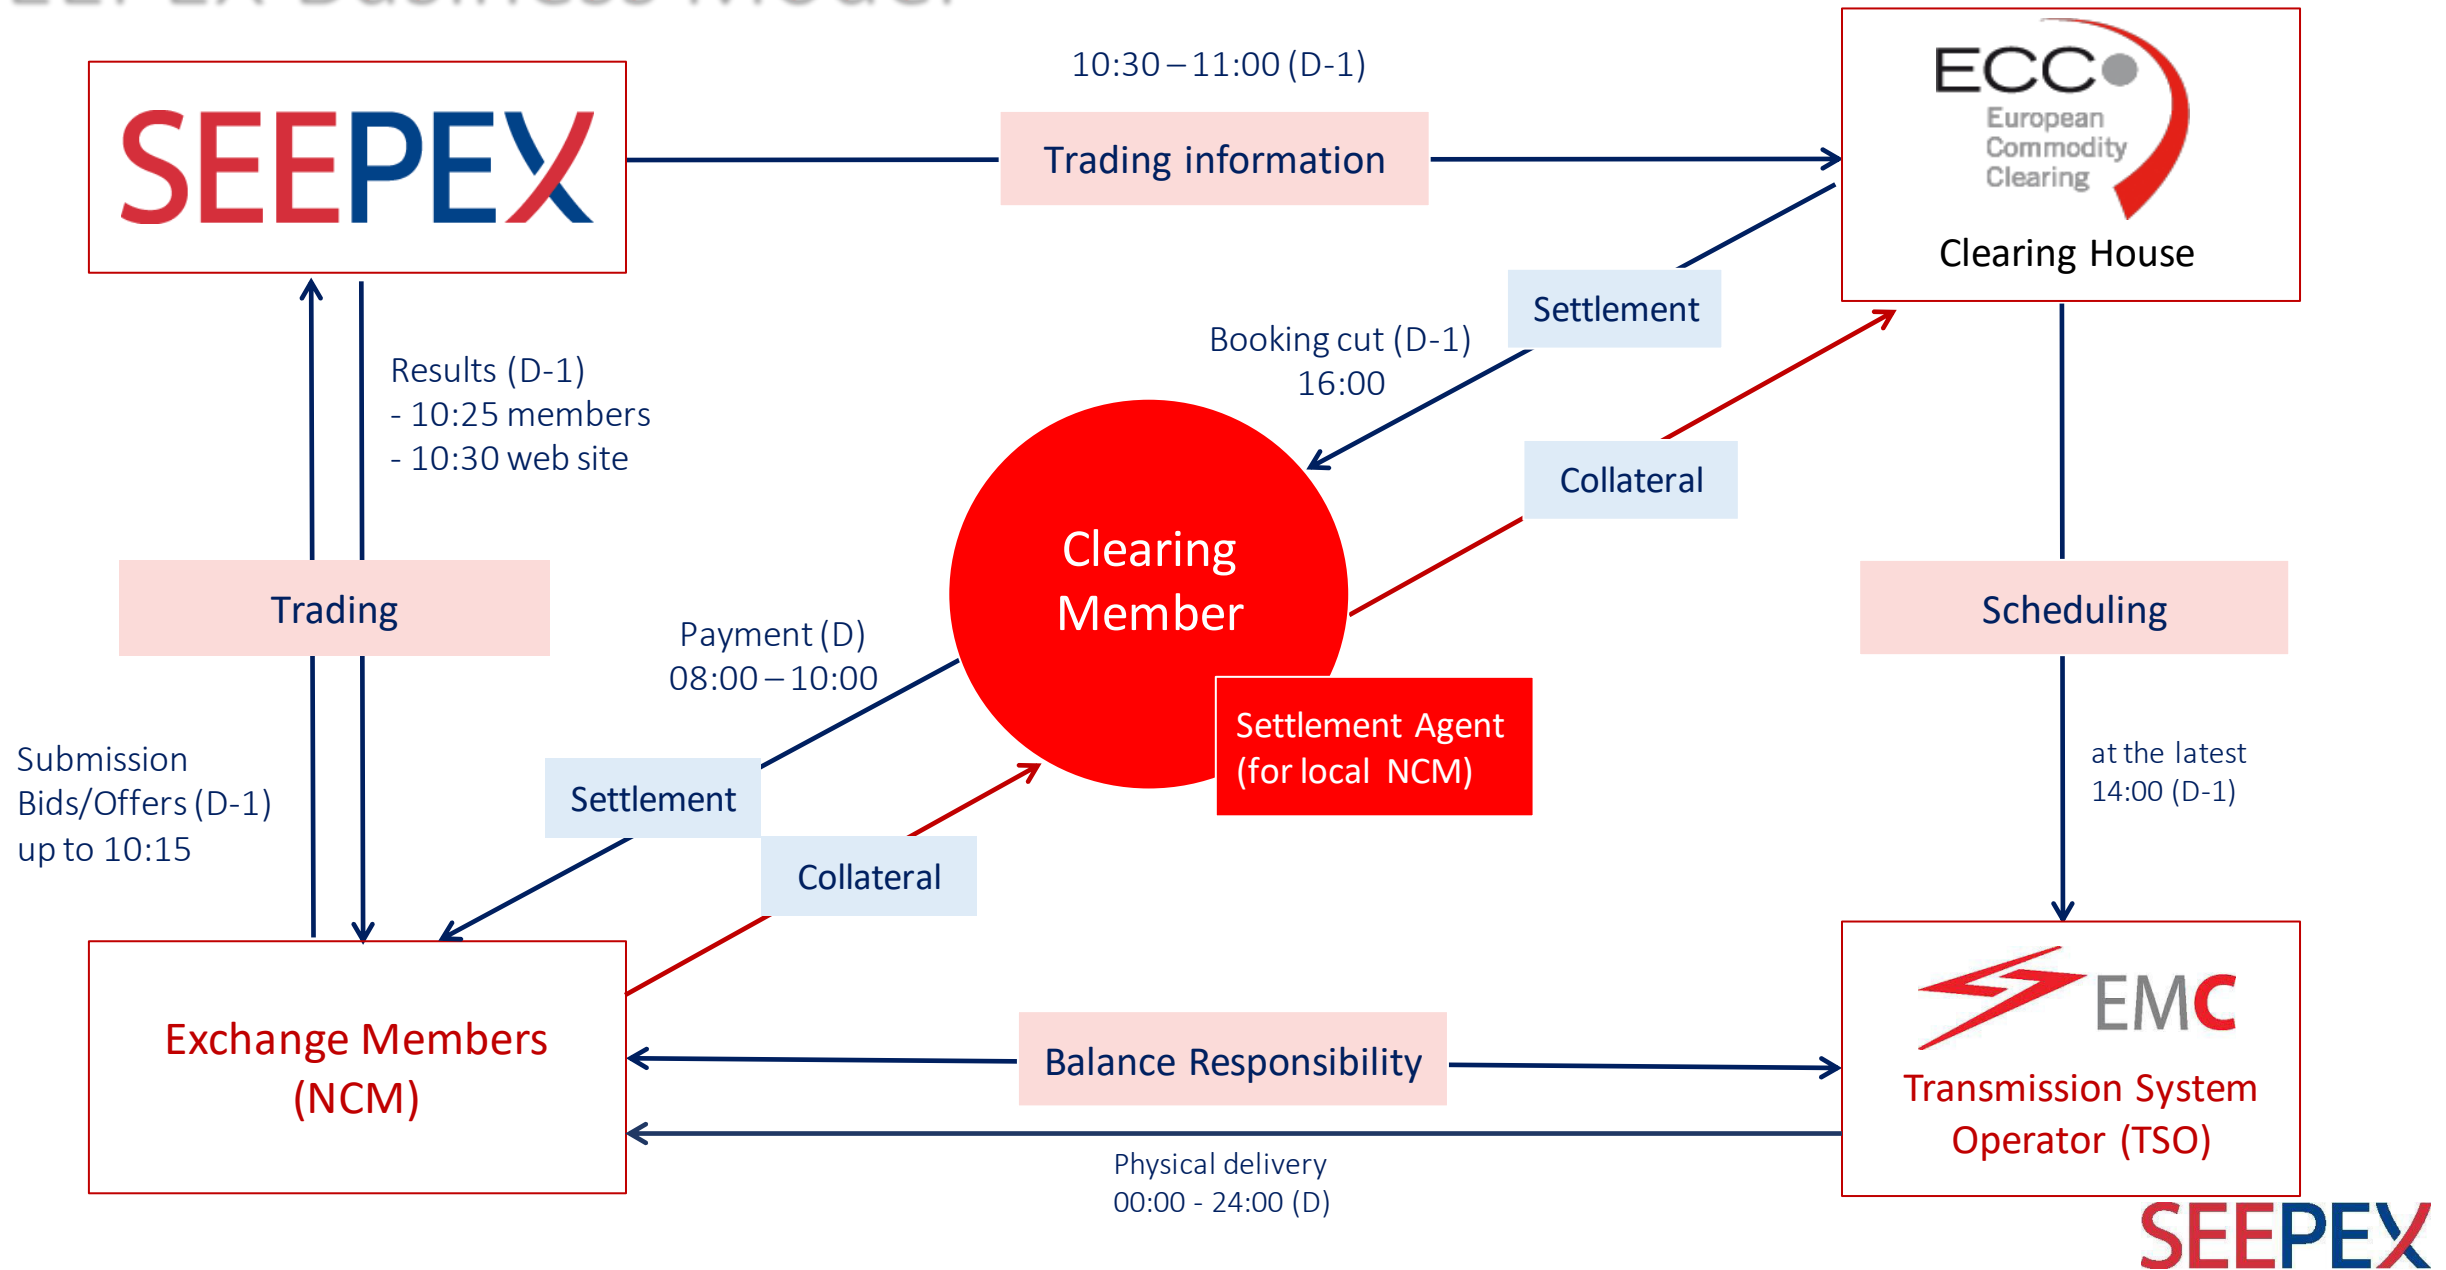 SEEPEX Business Model
10:30 – 11:00 (D-1)
SEEPEX
Trading information
ECC
European
Commodity
Clearing
Clearing House
Settlement
Booking cut (D-1)
16:00
Results (D-1)
- 10:25 members
- 10:30 web site
Collateral
Clearing
Member
Trading
Scheduling
Payment (D)
08:00 – 10:00
Settlement Agent
(for local NCM)
Submission
Bids/Offers (D-1)
up to 10:15
at the latest
14:00 (D-1)
Settlement
Collateral
Exchange Members
(NCM)
Balance Responsibility
EMC
Transmission System
Operator (TSO)
Physical delivery
00:00 - 24:00 (D)
SEEPEX